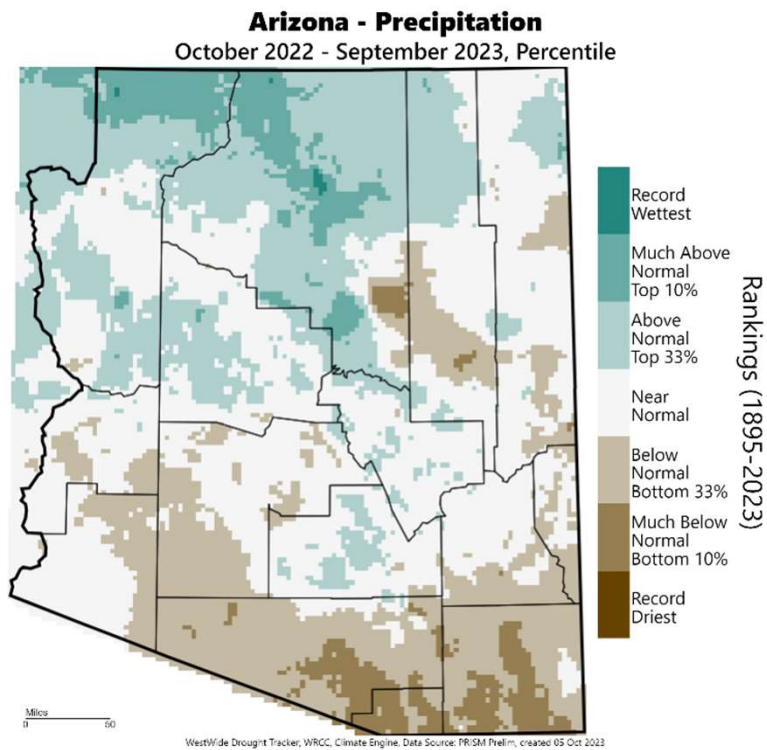 Arizona - Precipitation
October 2022 - September 2023, Percentile
Record
Wettest
Much Above
Normal
Top 10%
Above
Normal
Top 33%
Near
Normal
Below
Normal
Bottom 33%
Much Below
Normal
Bottom 10%
Record
Driest
Rankings (1895-2023)
Miles
0 50
WestWide Drought Tracker, WRCC, Climate Engine, Data Source: PRISM Prelim, created 05 Oct 2023